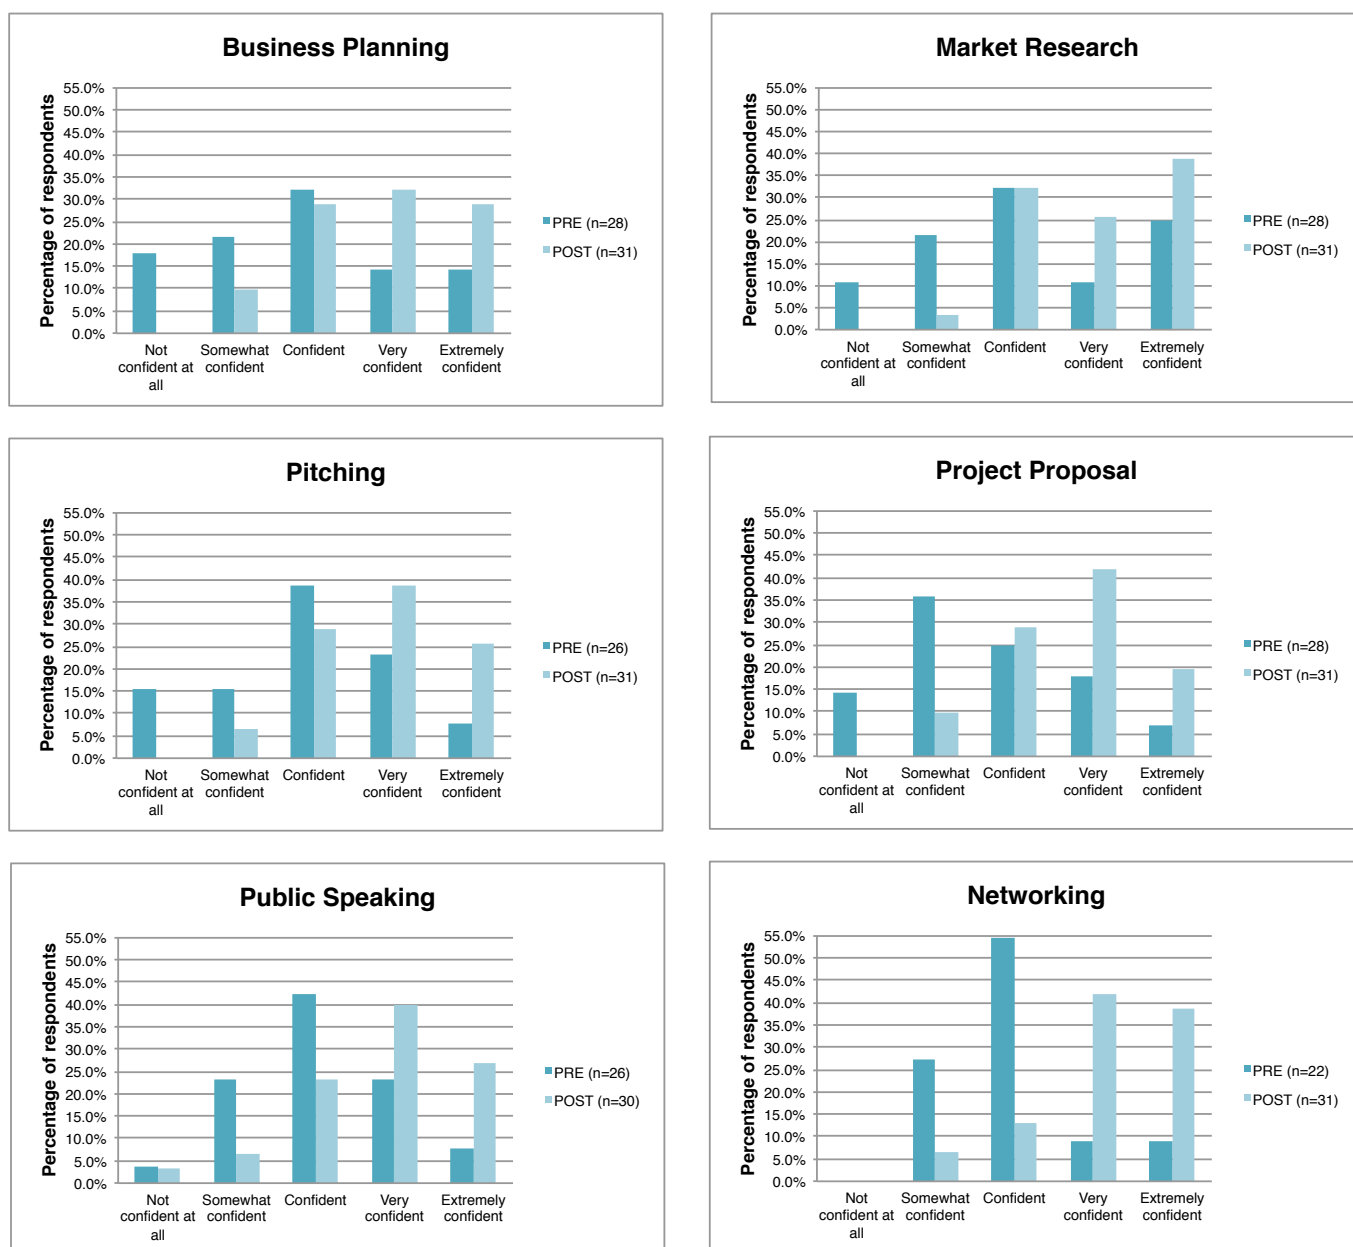 Business Planning
Percentage of respondents
55.0%
50.0%
45.0%
40.0%
35.0%
30.0%
25.0%
20.0%
15.0%
10.0%
5.0%
0.0%
Not confident at all
Somewhat confident
Confident
Very confident
Extremely confident
PRE (n=28)
POST (n=31)
Market Research
Percentage of respondents
55.0%
50.0%
45.0%
40.0%
35.0%
30.0%
25.0%
20.0%
15.0%
10.0%
5.0%
0.0%
Not confident at all
Somewhat confident
Confident
Very confident
Extremely confident
PRE (n=28)
POST (n=31)
Pitching
Percentage of respondents
55.0%
50.0%
45.0%
40.0%
35.0%
30.0%
25.0%
20.0%
15.0%
10.0%
5.0%
0.0%
Not confident at all
Somewhat confident
Confident
Very confident
Extremely confident
PRE (n=26)
POST (n=31)
Project Proposal
Percentage of respondents
55.0%
50.0%
45.0%
40.0%
35.0%
30.0%
25.0%
20.0%
15.0%
10.0%
5.0%
0.0%
Not confident at all
Somewhat confident
Confident
Very confident
Extremely confident
PRE (n=28)
POST (n=31)
Public Speaking
Percentage of respondents
55.0%
50.0%
45.0%
40.0%
35.0%
30.0%
25.0%
20.0%
15.0%
10.0%
5.0%
0.0%
Not confident at all
Somewhat confident
Confident
Very confident
Extremely confident
PRE (n=26)
POST (n=30)
Networking
Percentage of respondents
55.0%
50.0%
45.0%
40.0%
35.0%
30.0%
25.0%
20.0%
15.0%
10.0%
5.0%
0.0%
Not confident at all
Somewhat confident
Confident
Very confident
Extremely confident
PRE (n=22)
POST (n=31)